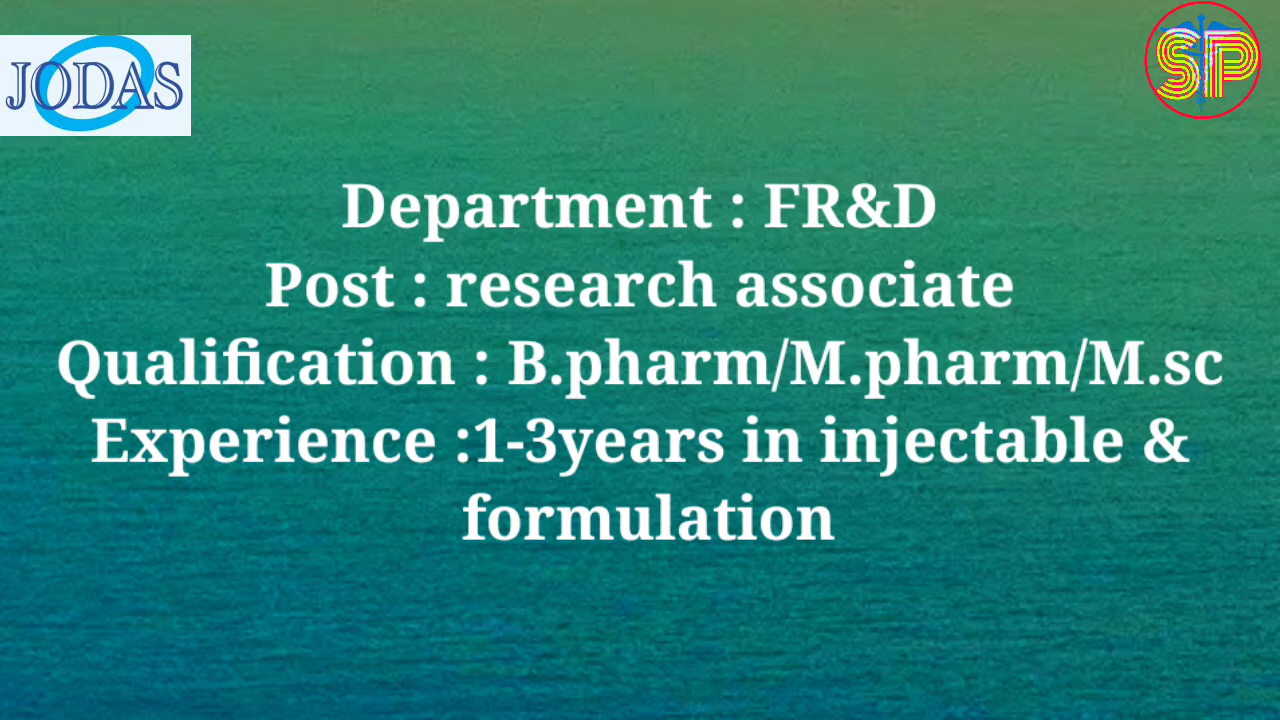 JODAS
SP
Department : FR&D
Post : research associate
Qualification : B.pharm/M.pharm/M.sc
Experience :1-3years in injectable &
formulation